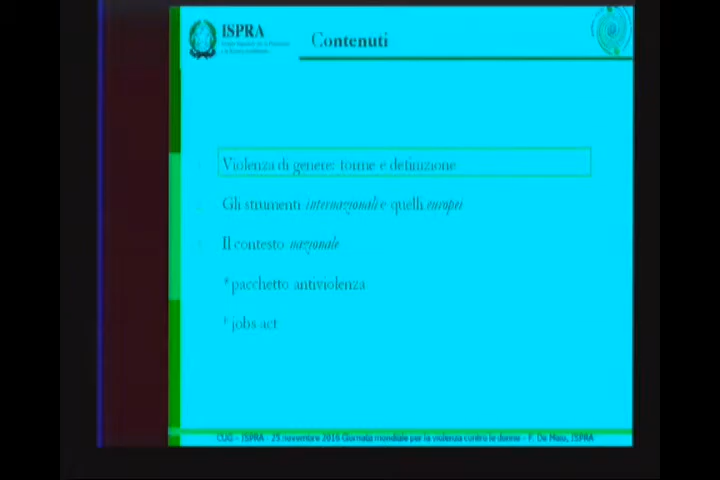 ISPRA
Contenuti
Violenza di genere: forme e definizione
Gli strumenti internazionali e quelli europei
Il contesto nazionale
* pacchetto antiviolenza
* jobs act
CUG – ISPRA - 25 novembre 2016 Giornata mondiale per la violenza contro le donne – F. De Maio, ISPRA